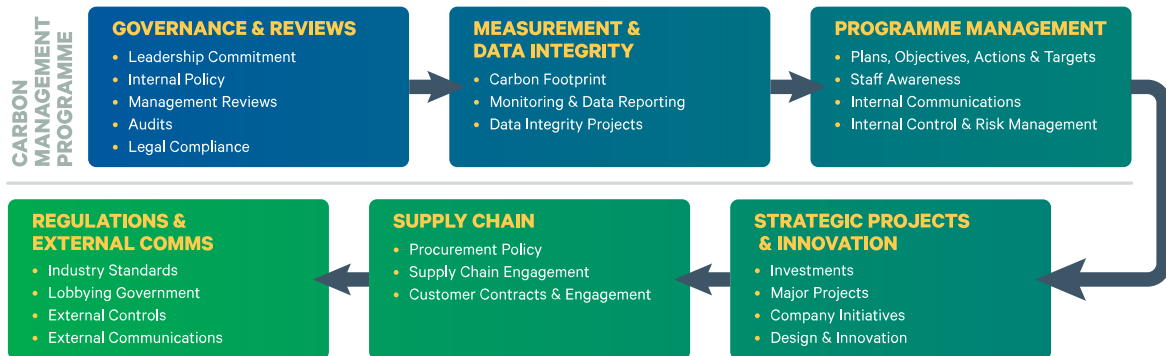 CARBON
MANAGEMENT
PROGRAMME
GOVERNANCE & REVIEWS
• Leadership Commitment
• Internal Policy
• Management Reviews
• Audits
• Legal Compliance
MEASUREMENT &
DATA INTEGRITY
• Carbon Footprint
• Monitoring & Data Reporting
• Data Integrity Projects
PROGRAMME MANAGEMENT
• Plans, Objectives, Actions & Targets
• Staff Awareness
• Internal Communications
• Internal Control & Risk Management
STRATEGIC PROJECTS
& INNOVATION
• Investments
• Major Projects
• Company Initiatives
• Design & Innovation
SUPPLY CHAIN
• Procurement Policy
• Supply Chain Engagement
• Customer Contracts & Engagement
REGULATIONS &
EXTERNAL COMMS
• Industry Standards
• Lobbying Government
• External Controls
• External Communications